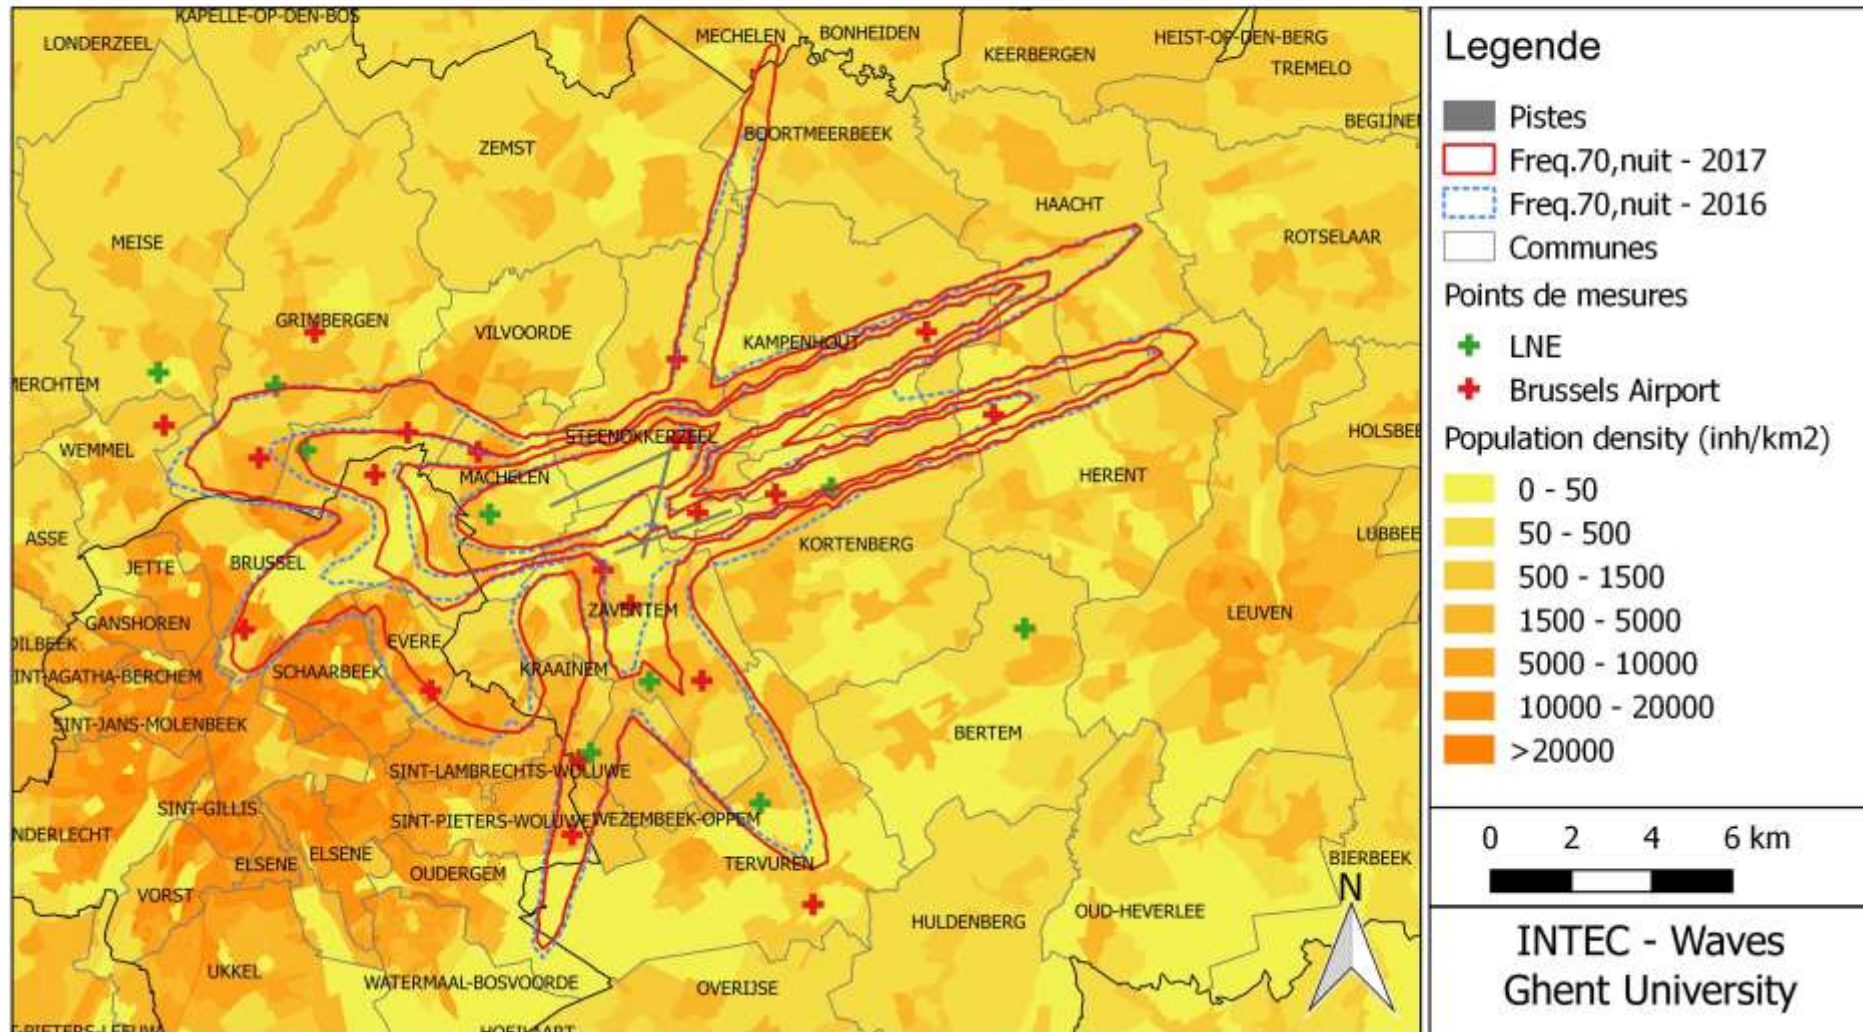 KAPELLE-OP-DEN-BOS
LONDERZEEL
MECHELEN
BONHEIDEN
KEERBERGEN
HEIST-OP-DEN-BERG
TREMELO
BEGIJNE
ZEMST
BOORTMEERBEEK
HAACHT
ROTSELAAR
MEISE
GRIMBERGEN
VILVOORDE
KAMPENHOUT
MERCHTEM
WEMMEL
STEENOKKERZEEL
HOLSBEE
MACHELEN
HERENT
ASSE
JETTE
BRUSSEL
KORTENBERG
LUBBEE
GANSHOREN
ZAVENTEM
LEUVEN
DILBEEK
EVERE
INT-AGATHA-BERCHEM
SCHAARBEEK
KRAAINEM
SINT-JANS-MOLENBEEK
BERTEM
SINT-LAMBRECHTS-WOLUWE
SINT-GILLIS
SINT-PIETERS-WOLUWE
WEZEMBEEK-OPPEM
NDERLECHT
ELSENE
ELSENE
OUDERGEM
TERVUREN
BIERBEEK
VORST
HULDENBERG
OUD-HEVERLEE
UKKEL
WATERMAAL-BOSVOORDE
OVERIJSE
T-PIETERS-LEEUW
HOEILAART
Legende
Pistes
Freq.70,nuit - 2017
Freq.70,nuit - 2016
Communes
Points de mesures
LNE
Brussels Airport
Population density (inh/km2)
0 - 50
50 - 500
500 - 1500
1500 - 5000
5000 - 10000
10000 - 20000
>20000
0 2 4 6 km
N
INTEC - Waves
Ghent University